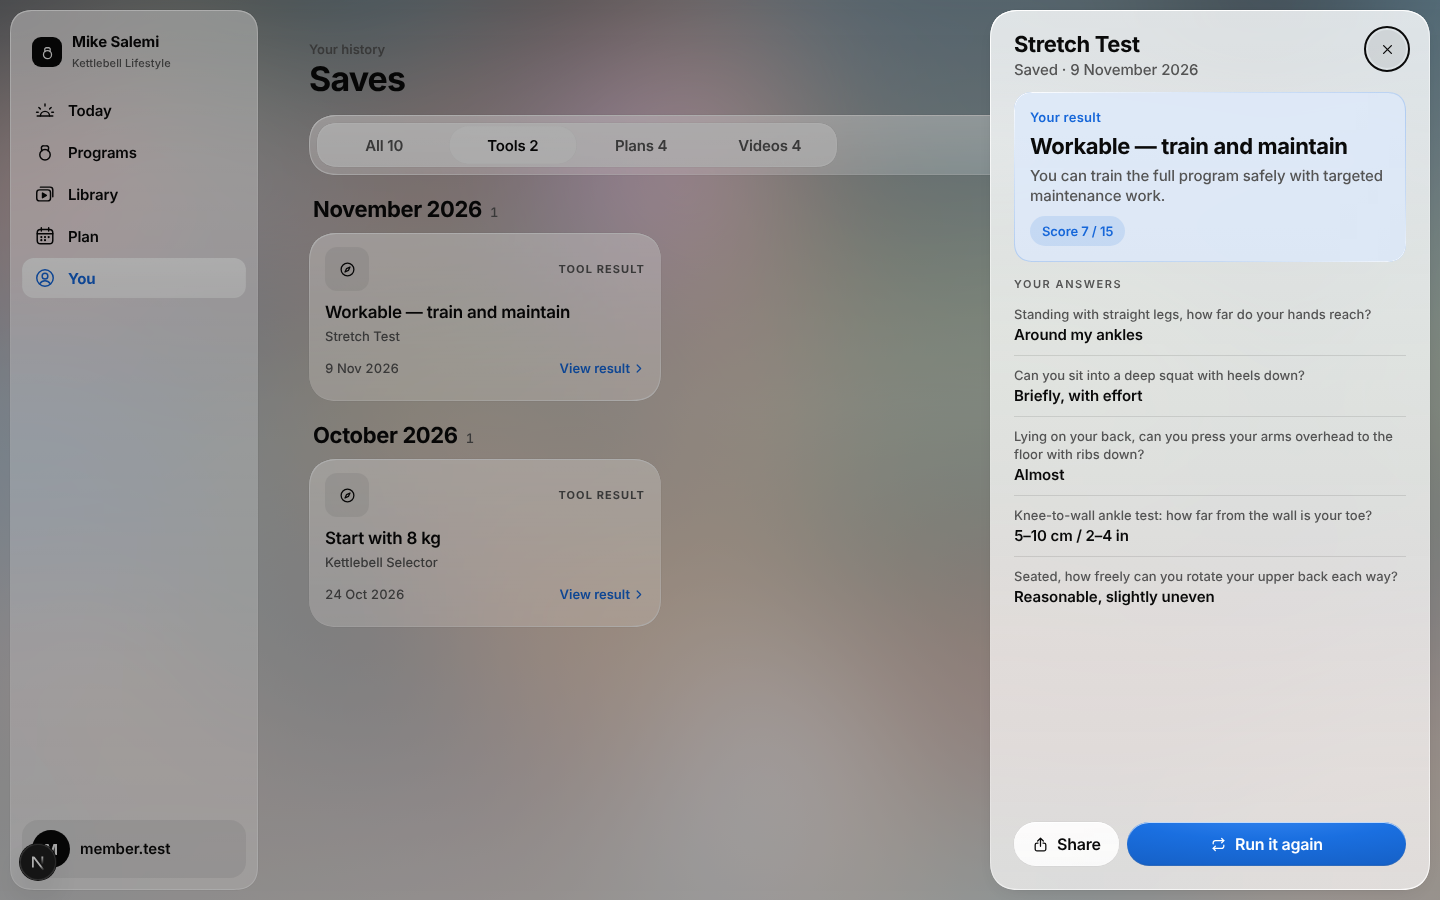 Mike Salemi
Kettlebell Lifestyle
Today
Programs
Library
Plan
You
member.test
N
Your history
Saves
All 10
Tools 2
Plans 4
Videos 4
November 2026 1
TOOL RESULT
Workable — train and maintain
Stretch Test
9 Nov 2026
View result
October 2026 1
TOOL RESULT
Start with 8 kg
Kettlebell Selector
24 Oct 2026
View result
Stretch Test
Saved · 9 November 2026
Your result
Workable — train and maintain
You can train the full program safely with targeted
maintenance work.
Score 7 / 15
YOUR ANSWERS
Standing with straight legs, how far do your hands reach?
Around my ankles
Can you sit into a deep squat with heels down?
Briefly, with effort
Lying on your back, can you press your arms overhead to the
floor with ribs down?
Almost
Knee-to-wall ankle test: how far from the wall is your toe?
5–10 cm / 2–4 in
Seated, how freely can you rotate your upper back each way?
Reasonable, slightly uneven
Share
Run it again